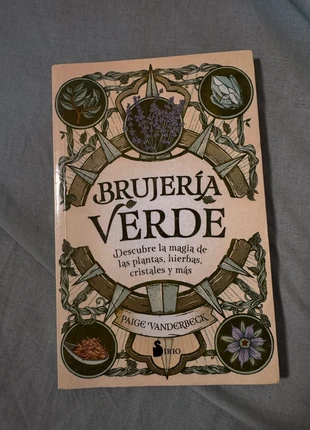 BRUJERÍA
VERDE
Descubre la magia de
las plantas, hierbas,
cristales y más
PAIGE VANDERBECK
SIRIO